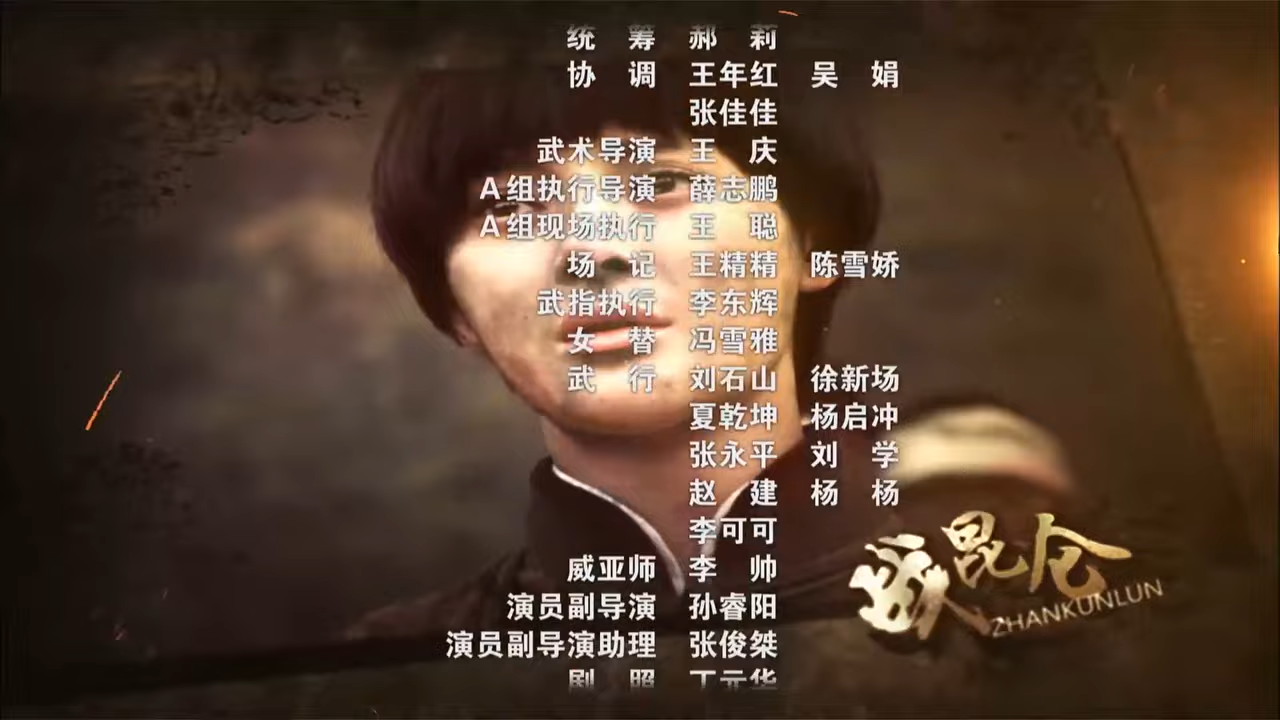 统 筹 郝 莉
协 调 王年红 吴 娟
张佳佳
武术导演 王 庆
A组执行导演 薛志鹏
A组现场执行 王 聪
场 记 王精精 陈雪娇
武指执行 李东辉
女 替 冯雪雅
武 行 刘石山 徐新场
夏乾坤 杨启冲
张永平 刘 学
赵 建 杨 杨
李可可
威亚师 李 帅
演员副导演 孙睿阳
演员副导演助理 张俊桀
剧 照 丁元华
战昆仑
ZHANKUNLUN